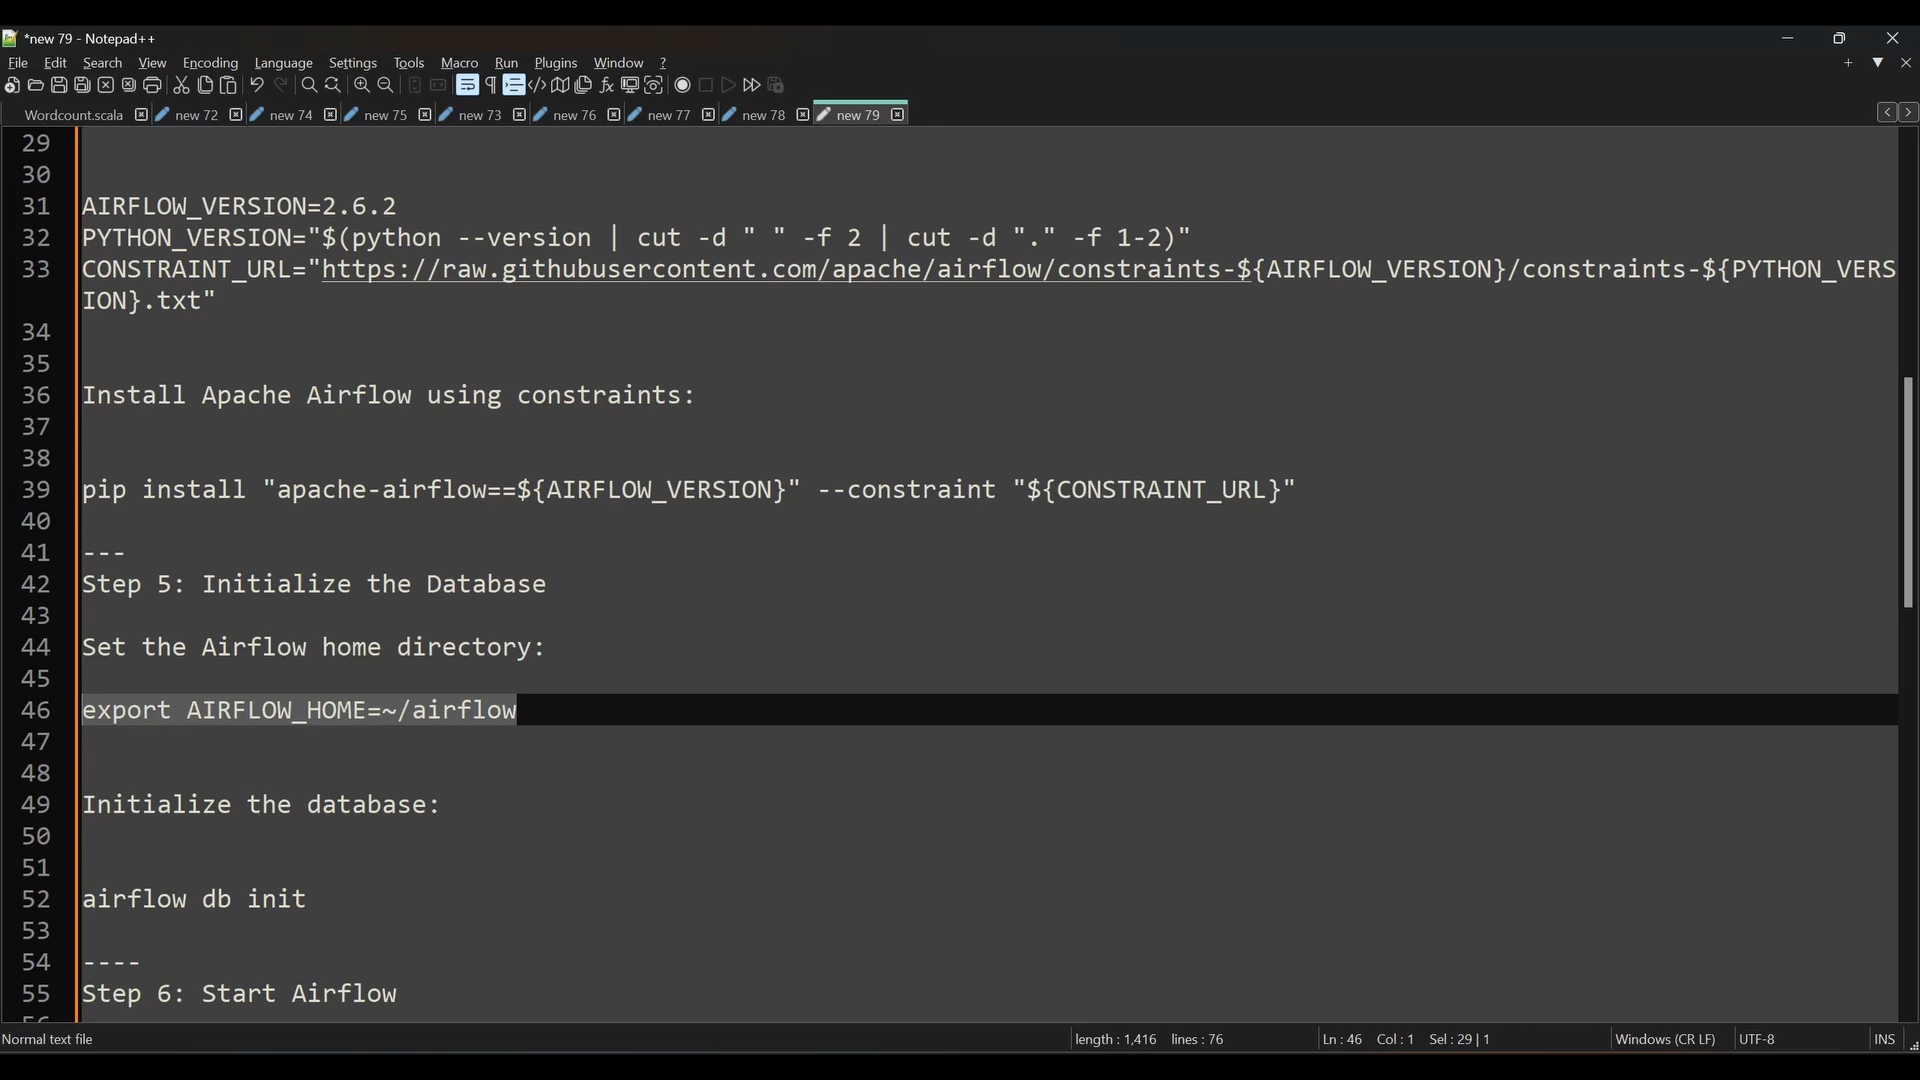 *new 79 - Notepad++
File Edit Search View Encoding Language Settings Tools Macro Run Plugins Window ?
Wordcount.scala new 72 new 74 new 75 new 73 new 76 new 77 new 78 new 79
29
30
31 AIRFLOW_VERSION=2.6.2
32 PYTHON_VERSION="$(python --version | cut -d " " -f 2 | cut -d "." -f 1-2)"
33 CONSTRAINT_URL="https://raw.githubusercontent.com/apache/airflow/constraints-${AIRFLOW_VERSION}/constraints-${PYTHON_VERS
ION}.txt"
34
35
36 Install Apache Airflow using constraints:
37
38
39 pip install "apache-airflow==${AIRFLOW_VERSION}" --constraint "${CONSTRAINT_URL}"
40
41 ---
42 Step 5: Initialize the Database
43
44 Set the Airflow home directory:
45
46 export AIRFLOW_HOME=~/airflow
47
48
49 Initialize the database:
50
51
52 airflow db init
53
54 ----
55 Step 6: Start Airflow
Normal text file length : 1,416 lines : 76 Ln : 46 Col : 1 Sel : 29 | 1 Windows (CR LF) UTF-8 INS